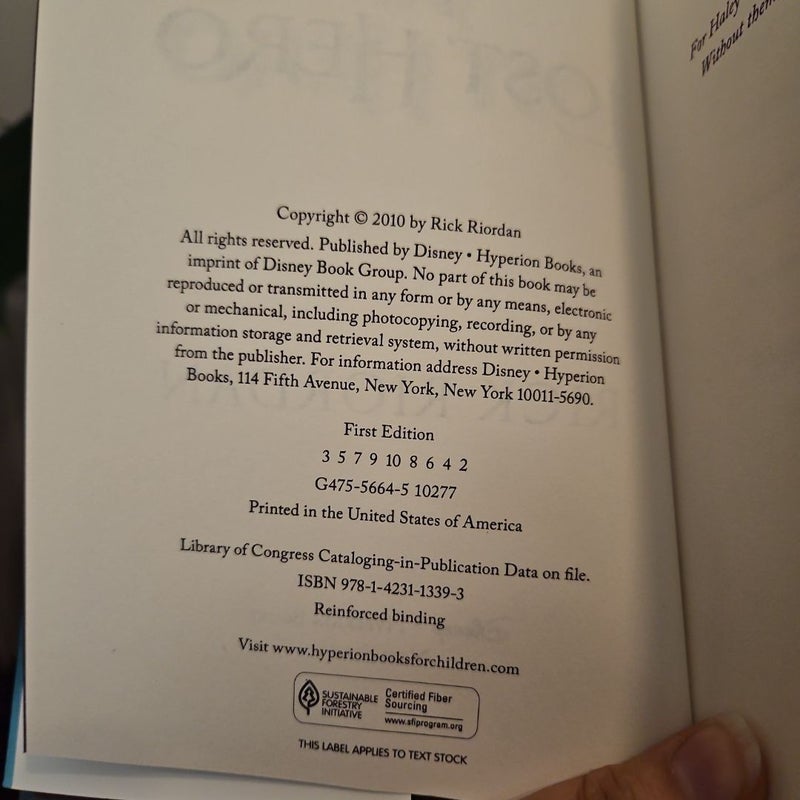 LOST HERO
Copyright © 2010 by Rick Riordan
All rights reserved. Published by Disney • Hyperion Books, an
imprint of Disney Book Group. No part of this book may be
reproduced or transmitted in any form or by any means, electronic
or mechanical, including photocopying, recording, or by any
information storage and retrieval system, without written permission
from the publisher. For information address Disney • Hyperion
Books, 114 Fifth Avenue, New York, New York 10011-5690.
First Edition
3 5 7 9 10 8 6 4 2
G475-5664-5 10277
Printed in the United States of America
Library of Congress Cataloging-in-Publication Data on file.
ISBN 978-1-4231-1339-3
Reinforced binding
Visit www.hyperionbooksforchildren.com
SUSTAINABLE
FORESTRY
INITIATIVE
Certified Fiber
Sourcing
www.sfiprogram.org
THIS LABEL APPLIES TO TEXT STOCK
For Haley
Without them